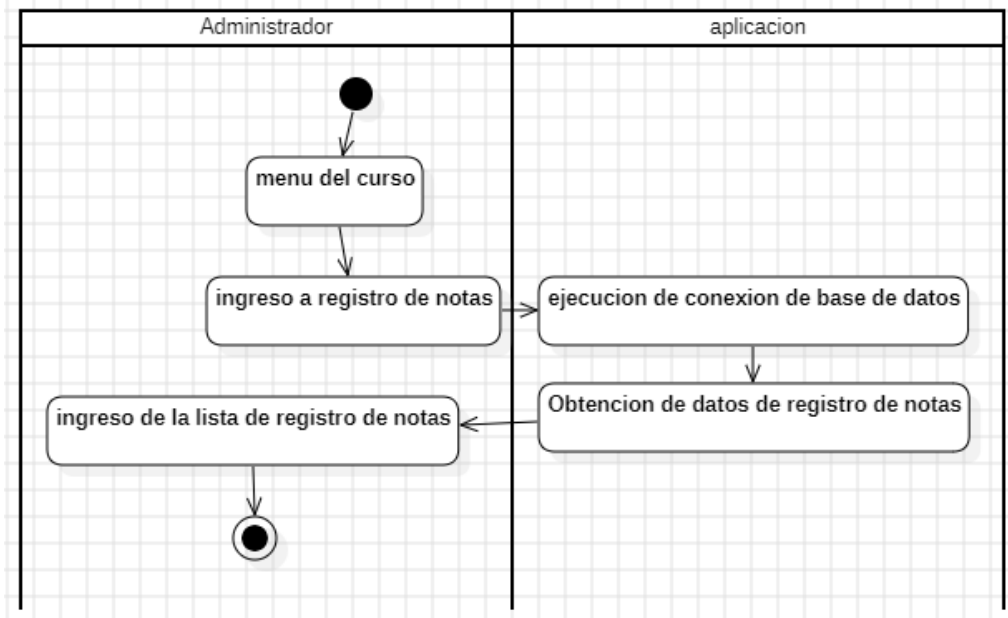 Administrador
aplicacion
menu del curso
ingreso a registro de notas
ejecucion de conexion de base de datos
Obtencion de datos de registro de notas
ingreso de la lista de registro de notas